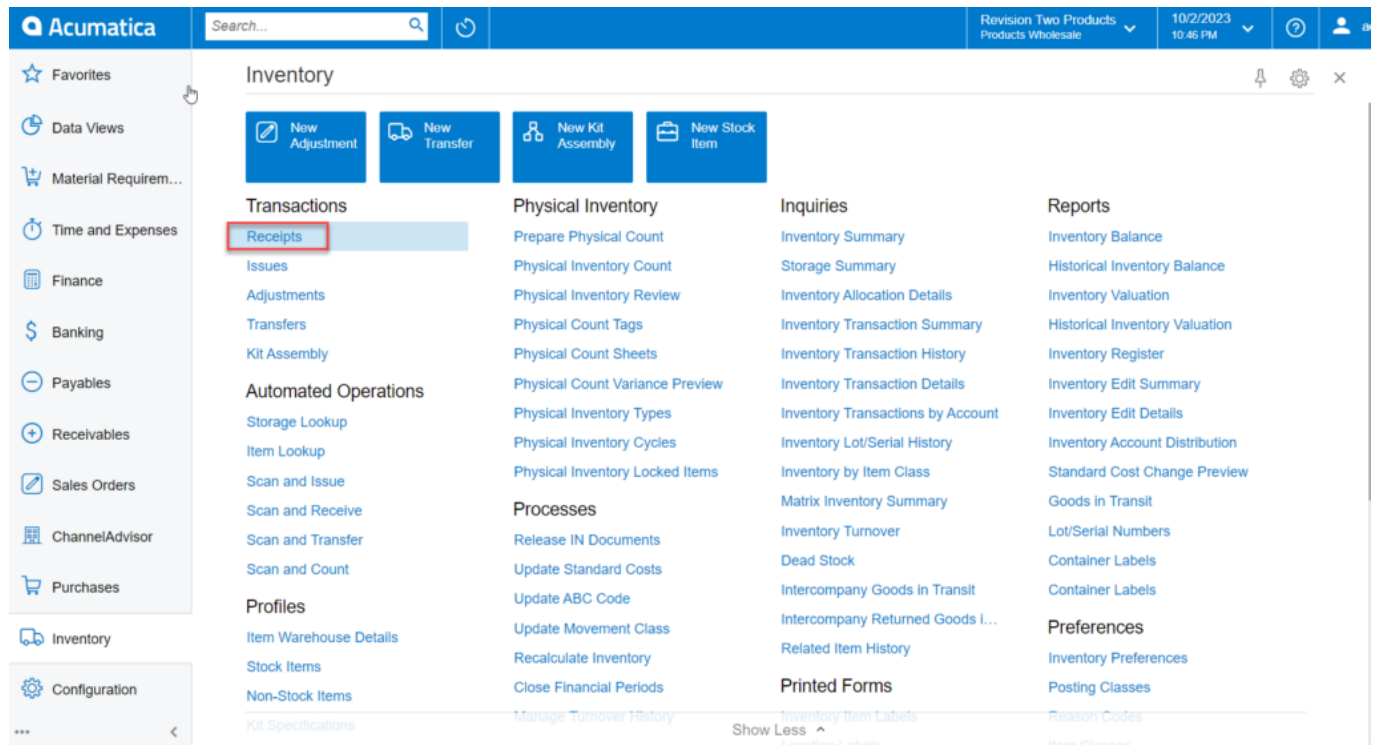 Acumatica
Search...
Revision Two Products
Products Wholesale
10/2/2023
10:46 PM
Favorites
Data Views
Material Requirem...
Time and Expenses
Finance
Banking
Payables
Receivables
Sales Orders
ChannelAdvisor
Purchases
Inventory
Configuration
Inventory
New
Adjustment
New
Transfer
New Kit
Assembly
New Stock
Item
Transactions
Receipts
Issues
Adjustments
Transfers
Kit Assembly
Automated Operations
Storage Lookup
Item Lookup
Scan and Issue
Scan and Receive
Scan and Transfer
Scan and Count
Profiles
Item Warehouse Details
Stock Items
Non-Stock Items
Kit Specifications
Physical Inventory
Prepare Physical Count
Physical Inventory Count
Physical Inventory Review
Physical Count Tags
Physical Count Sheets
Physical Count Variance Preview
Physical Inventory Types
Physical Inventory Cycles
Physical Inventory Locked Items
Processes
Release IN Documents
Update Standard Costs
Update ABC Code
Update Movement Class
Recalculate Inventory
Close Financial Periods
Manage Turnover History
Inquiries
Inventory Summary
Storage Summary
Inventory Allocation Details
Inventory Transaction Summary
Inventory Transaction History
Inventory Transaction Details
Inventory Transactions by Account
Inventory Lot/Serial History
Inventory by Item Class
Matrix Inventory Summary
Inventory Turnover
Dead Stock
Intercompany Goods in Transit
Intercompany Returned Goods i...
Related Item History
Printed Forms
Inventory Item Labels
Reports
Inventory Balance
Historical Inventory Balance
Inventory Valuation
Historical Inventory Valuation
Inventory Register
Inventory Edit Summary
Inventory Edit Details
Inventory Account Distribution
Standard Cost Change Preview
Goods in Transit
Lot/Serial Numbers
Container Labels
Container Labels
Preferences
Inventory Preferences
Posting Classes
Reason Codes
Show Less